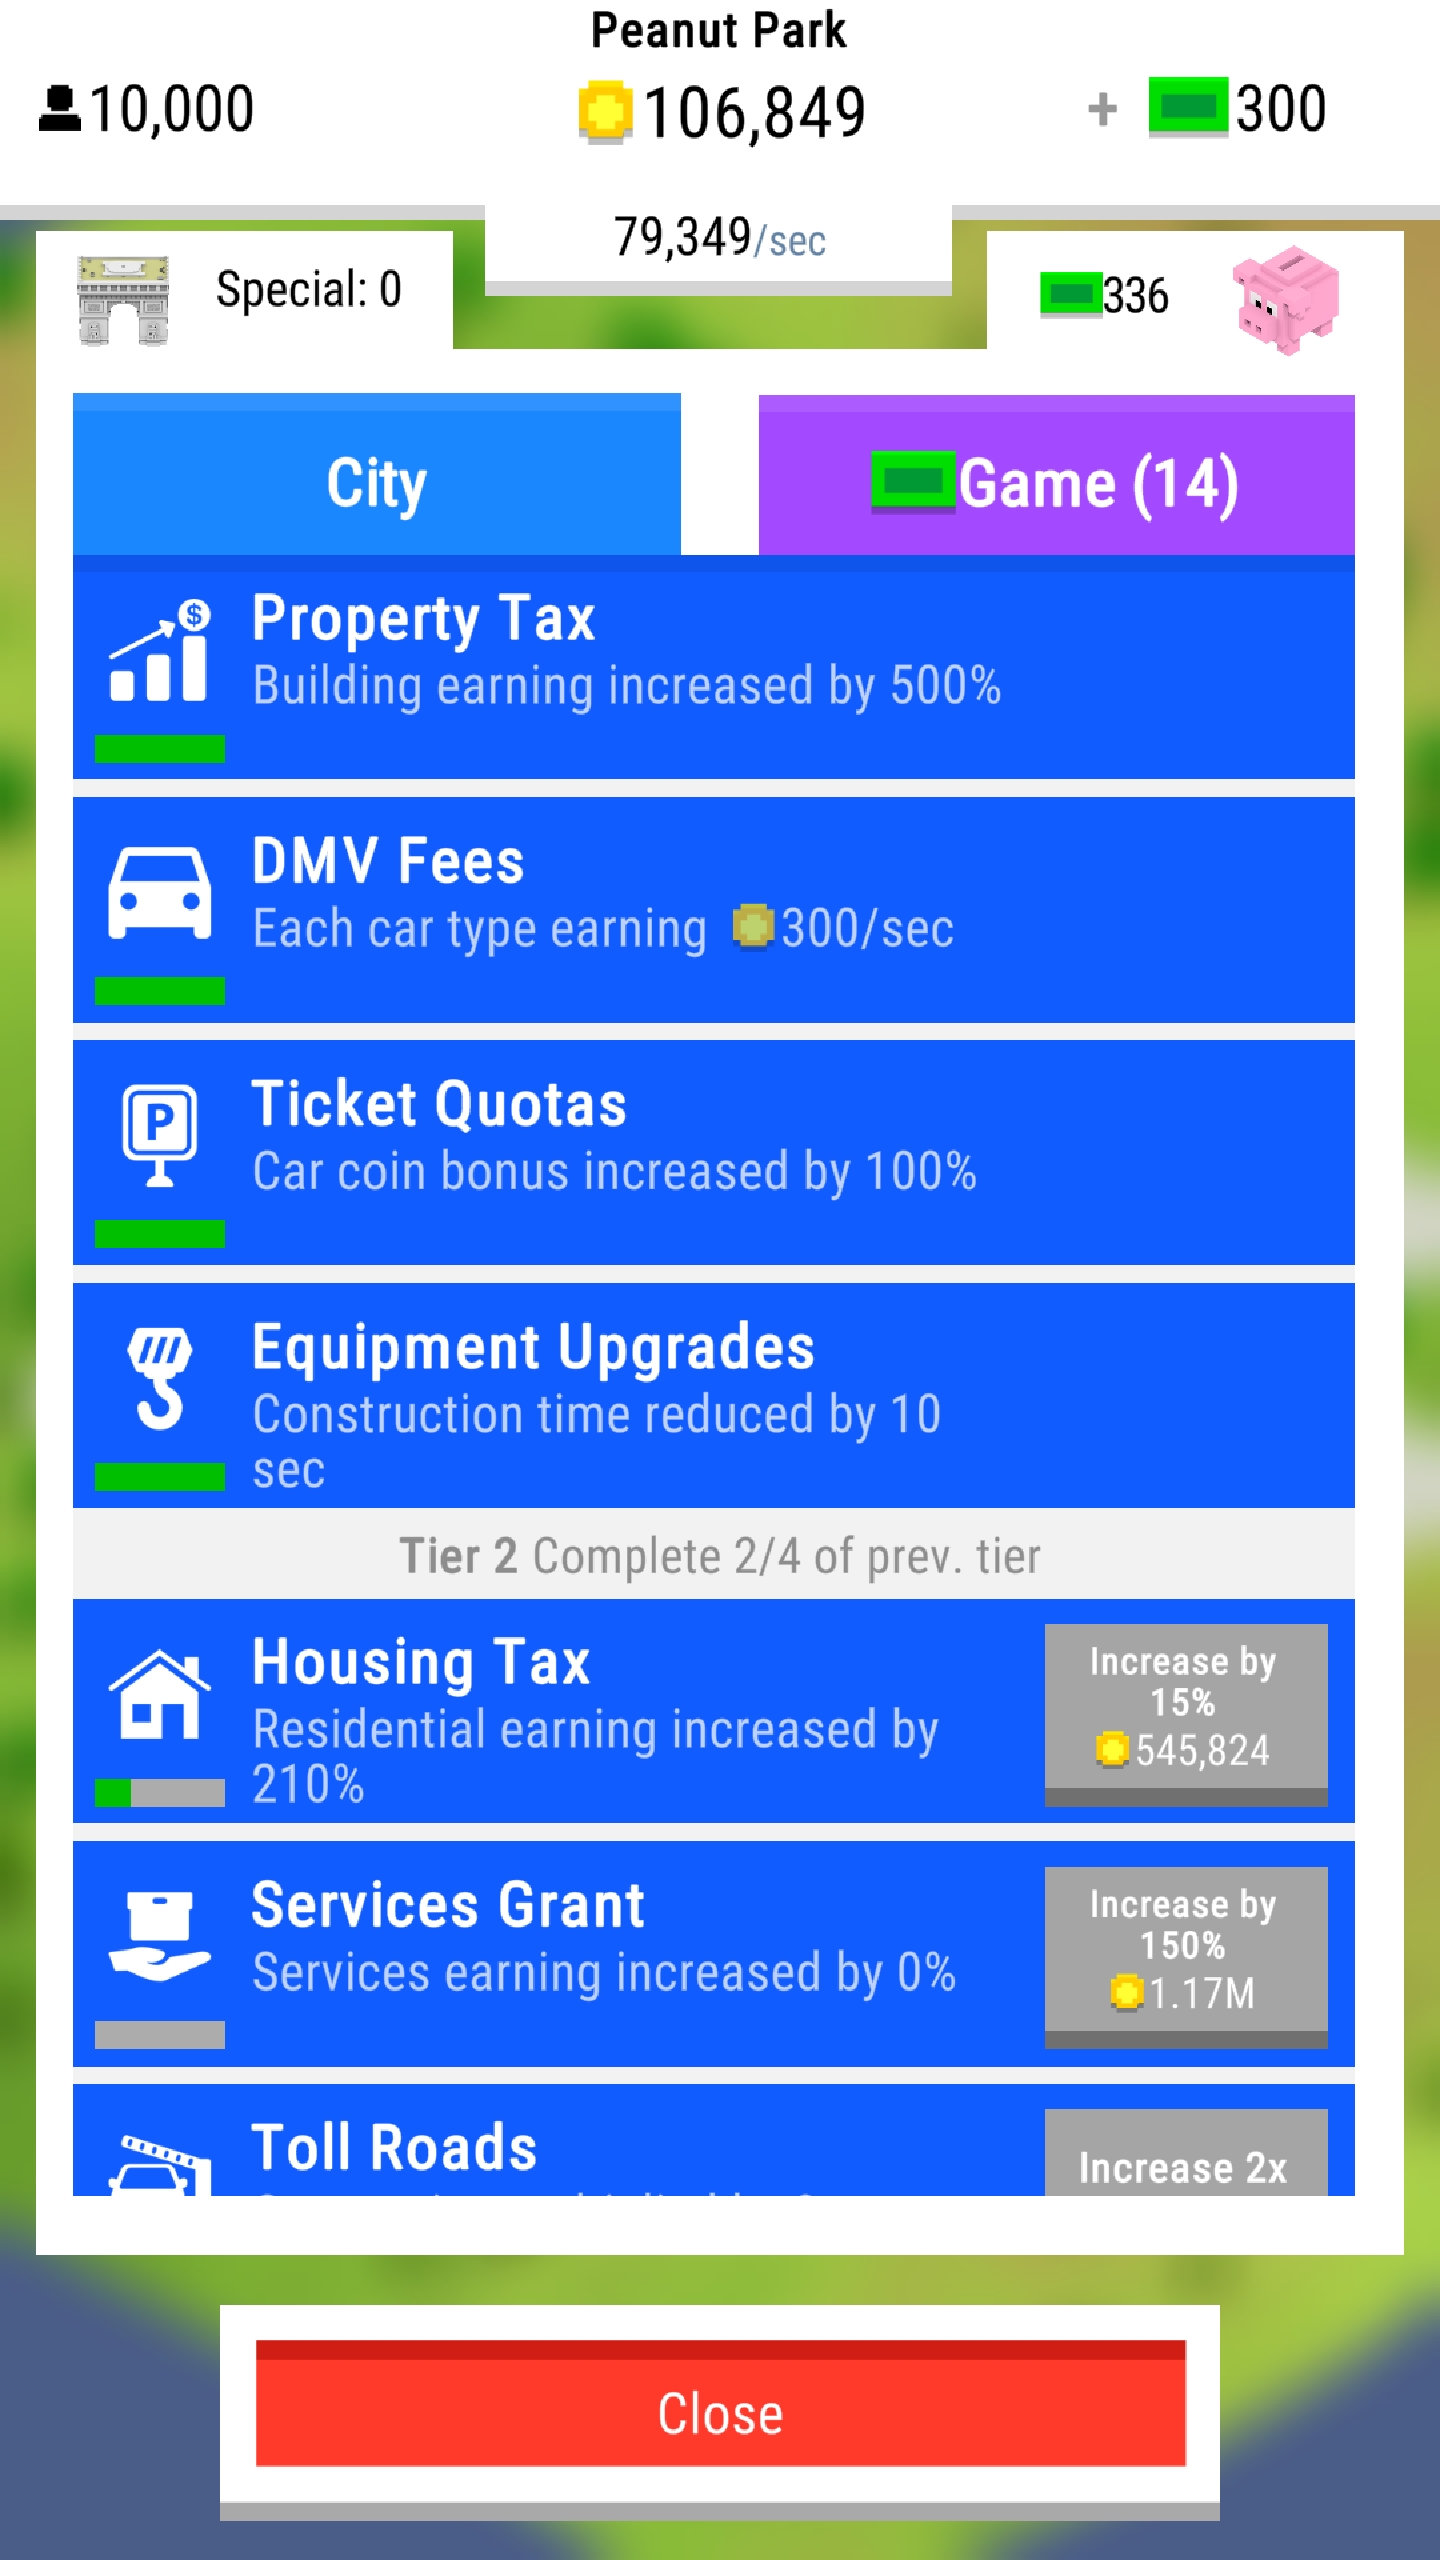 Peanut Park
10,000
106,849
+ 300
79,349/sec
Special: 0
336
City
Game (14)
$
Property Tax
Building earning increased by 500%
DMV Fees
Each car type earning 300/sec
P
Ticket Quotas
Car coin bonus increased by 100%
Equipment Upgrades
Construction time reduced by 10
sec
Tier 2 Complete 2/4 of prev. tier
Housing Tax
Residential earning increased by
210%
Increase by
15%
545,824
Services Grant
Services earning increased by 0%
Increase by
150%
1.17M
Toll Roads
Increase 2x
Close